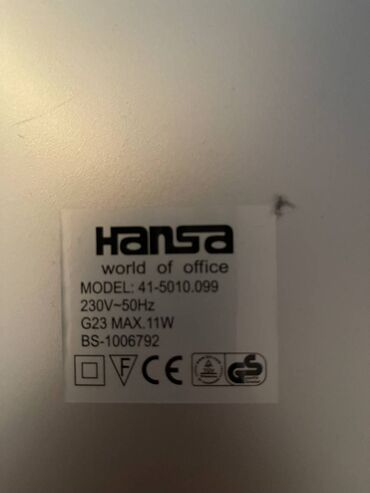 Hansa
world of office
MODEL: 41-5010.099
230V~50Hz
G23 MAX.11W
BS-1006792
F CE GS